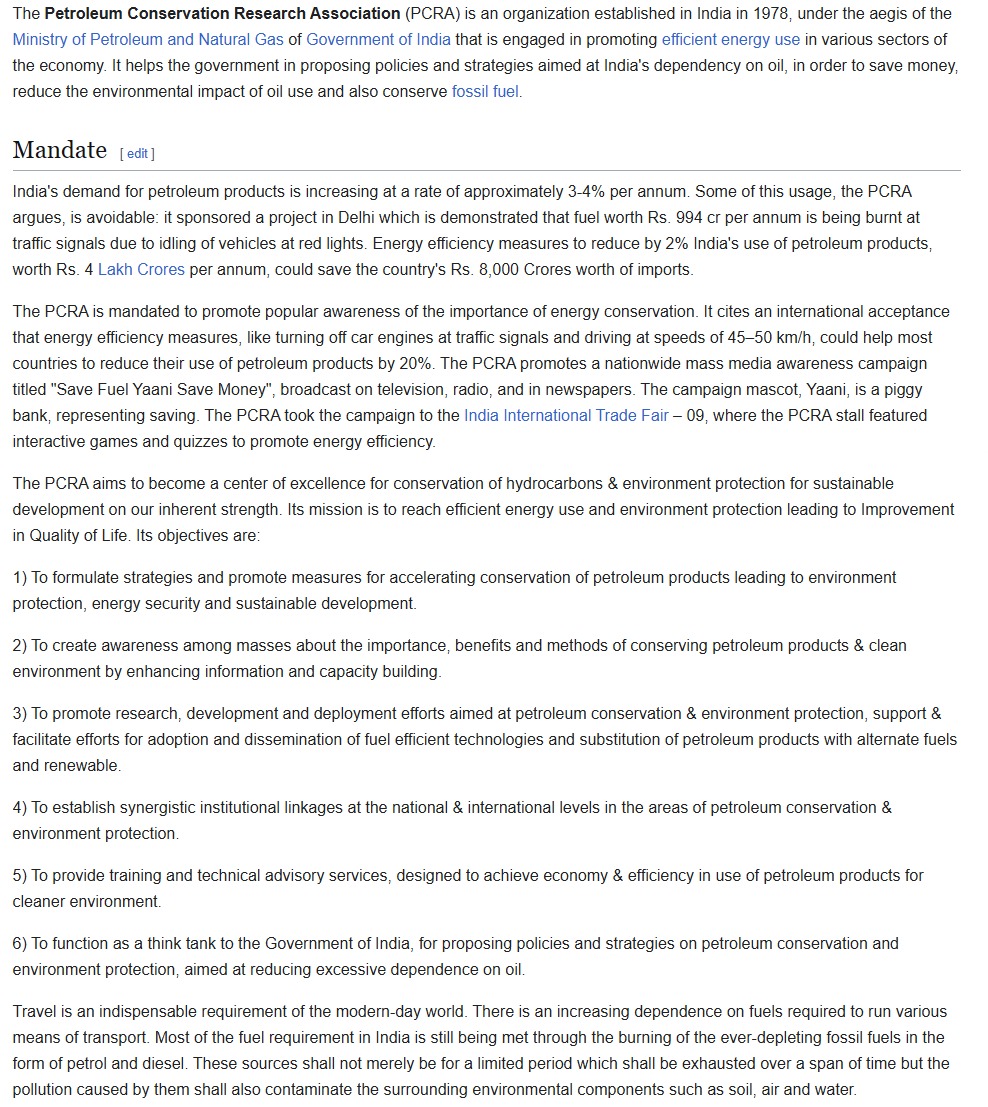 The Petroleum Conservation Research Association (PCRA) is an organization established in India in 1978, under the aegis of the
Ministry of Petroleum and Natural Gas of Government of India that is engaged in promoting efficient energy use in various sectors of
the economy. It helps the government in proposing policies and strategies aimed at India's dependency on oil, in order to save money,
reduce the environmental impact of oil use and also conserve fossil fuel.
Mandate [ edit ]
India's demand for petroleum products is increasing at a rate of approximately 3-4% per annum. Some of this usage, the PCRA
argues, is avoidable: it sponsored a project in Delhi which is demonstrated that fuel worth Rs. 994 cr per annum is being burnt at
traffic signals due to idling of vehicles at red lights. Energy efficiency measures to reduce by 2% India's use of petroleum products,
worth Rs. 4 Lakh Crores per annum, could save the country's Rs. 8,000 Crores worth of imports.
The PCRA is mandated to promote popular awareness of the importance of energy conservation. It cites an international acceptance
that energy efficiency measures, like turning off car engines at traffic signals and driving at speeds of 45–50 km/h, could help most
countries to reduce their use of petroleum products by 20%. The PCRA promotes a nationwide mass media awareness campaign
titled "Save Fuel Yaani Save Money", broadcast on television, radio, and in newspapers. The campaign mascot, Yaani, is a piggy
bank, representing saving. The PCRA took the campaign to the India International Trade Fair – 09, where the PCRA stall featured
interactive games and quizzes to promote energy efficiency.
The PCRA aims to become a center of excellence for conservation of hydrocarbons & environment protection for sustainable
development on our inherent strength. Its mission is to reach efficient energy use and environment protection leading to Improvement
in Quality of Life. Its objectives are:
1) To formulate strategies and promote measures for accelerating conservation of petroleum products leading to environment
protection, energy security and sustainable development.
2) To create awareness among masses about the importance, benefits and methods of conserving petroleum products & clean
environment by enhancing information and capacity building.
3) To promote research, development and deployment efforts aimed at petroleum conservation & environment protection, support &
facilitate efforts for adoption and dissemination of fuel efficient technologies and substitution of petroleum products with alternate fuels
and renewable.
4) To establish synergistic institutional linkages at the national & international levels in the areas of petroleum conservation &
environment protection.
5) To provide training and technical advisory services, designed to achieve economy & efficiency in use of petroleum products for
cleaner environment.
6) To function as a think tank to the Government of India, for proposing policies and strategies on petroleum conservation and
environment protection, aimed at reducing excessive dependence on oil.
Travel is an indispensable requirement of the modern-day world. There is an increasing dependence on fuels required to run various
means of transport. Most of the fuel requirement in India is still being met through the burning of the ever-depleting fossil fuels in the
form of petrol and diesel. These sources shall not merely be for a limited period which shall be exhausted over a span of time but the
pollution caused by them shall also contaminate the surrounding environmental components such as soil, air and water.